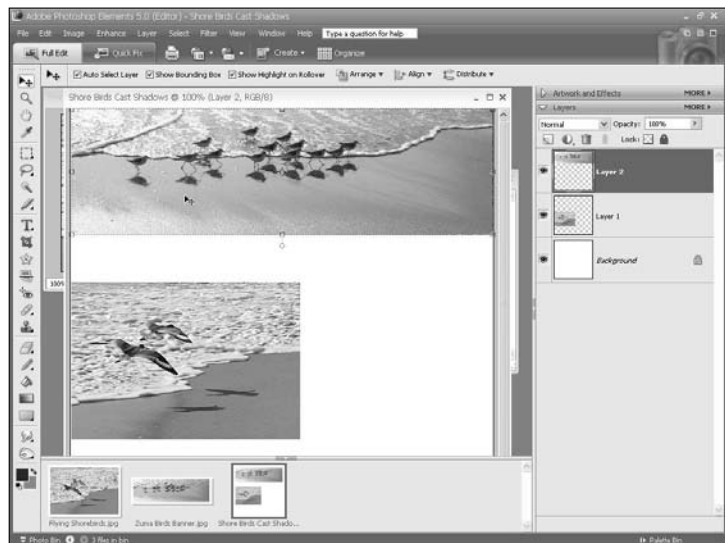 Adobe Photoshop Elements 5.0 (Editor) - Shore Birds Cast Shadows
File Edit Image Enhance Layer Select Filter View Window Help Type a question for help
Full Edit Quick Fix Create Organize
Auto Select Layer Show Bounding Box Show Highlight on Rollover Arrange Align Distribute
Shore Birds Cast Shadows @ 100% (Layer 2, RGB/8)
Artwork and Effects MORE
Layers MORE
Normal Opacity: 100%
Lock:
Layer 2
Layer 1
Background
100%
Flying Shorebirds.jpg Zuma Birds Banner.jpg Shore Birds Cast Shado...
Photo Bin 3 files in bin Palette Bin